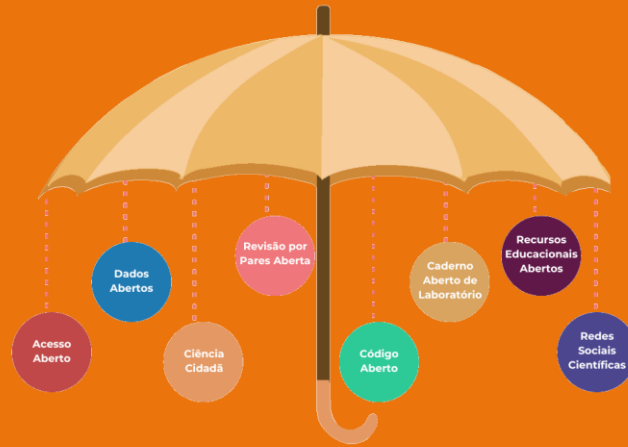 Acesso
Aberto
Dados
Abertos
Ciência
Cidadã
Revisão por
Pares Aberta
Código
Aberto
Caderno
Aberto de
Laboratório
Recursos
Educacionais
Abertos
Redes
Sociais
Científicas